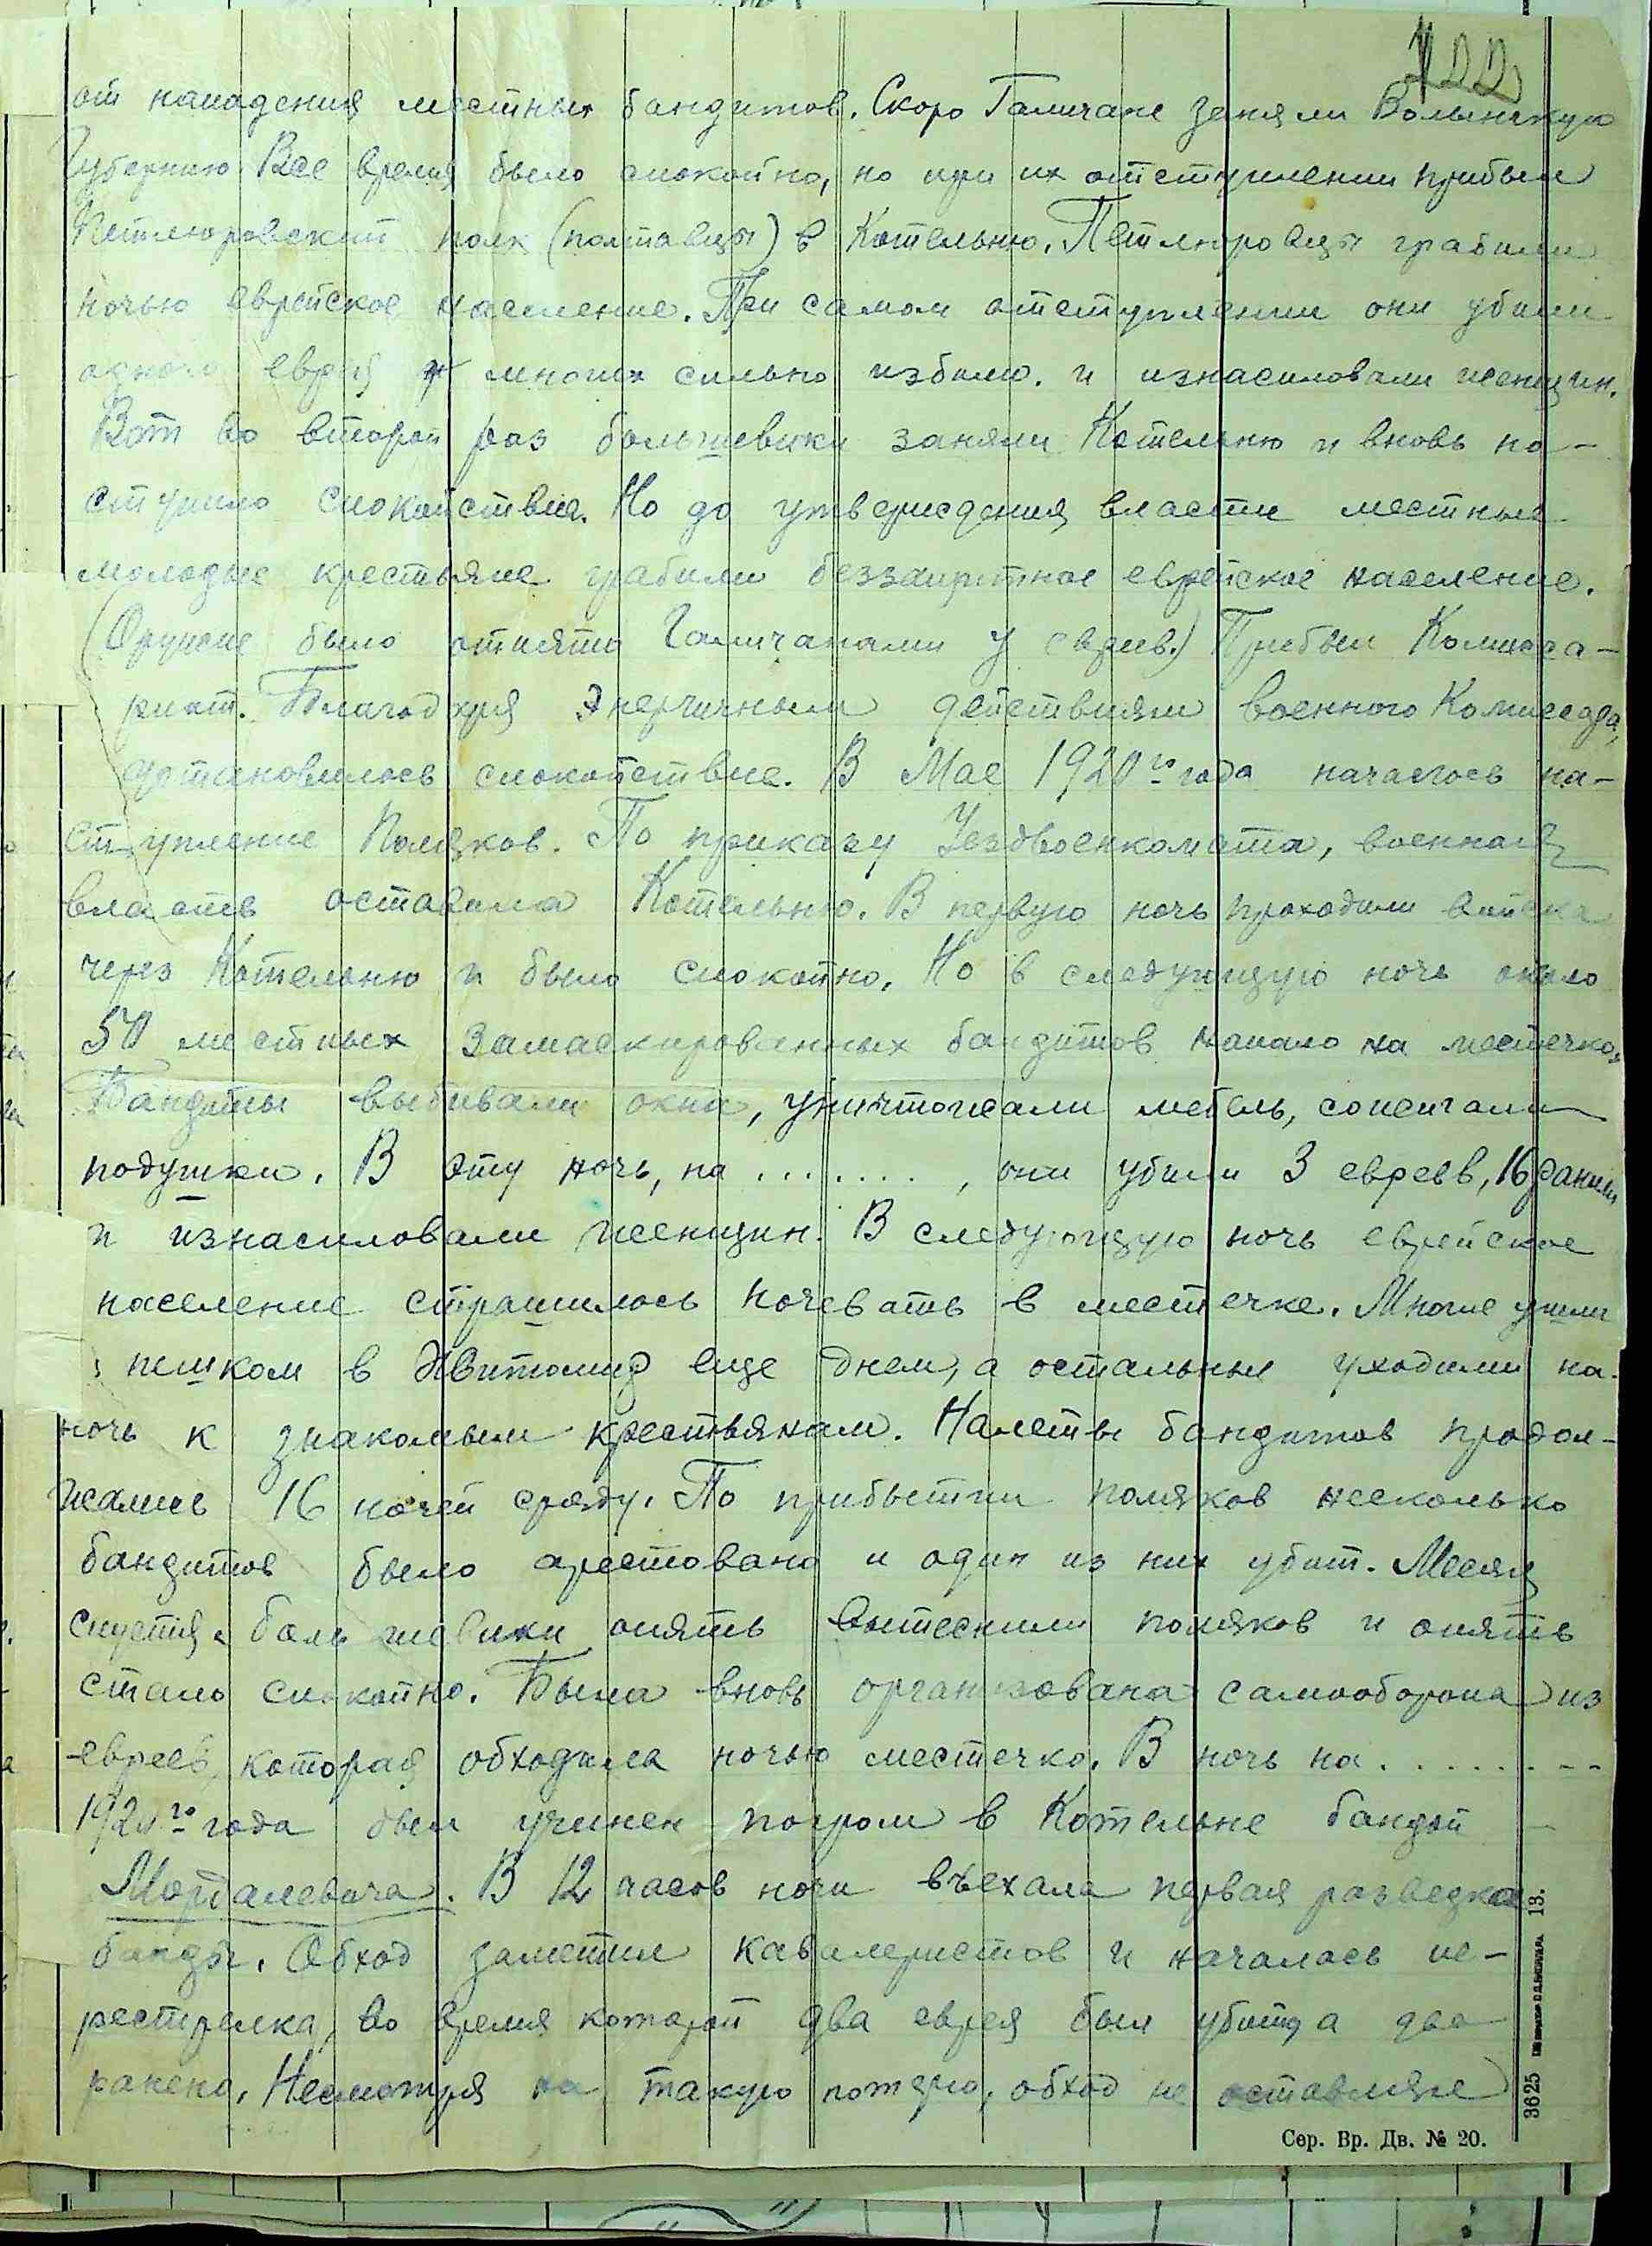 122
от нападения местных бандитов. Скоро Галичане заняли Волынскую
Губернию Все время было спокойно, но при их отступлении прибыл
Петлюровский полк (полтавцы) в Котельню. Петлюровцы грабили
ночью еврейское население. При самом отступлении они убили
одного еврея многих сильно избили. и изнасиловали женщин.
Вот во второй раз большевики заняли Котельню и вновь на-
ступило спокойствие. Но до утверждения власти местные
молодые крестьяне грабили беззащитное еврейское население.
(Оружие было отнято Галичанами у евреев.) Прибыл Комисса-
риат. Благодаря энергичным действиям военного Комиссара,
установилось спокойствие. В Мае 1920го года началось на-
ступление Поляков. По приказу Уездвоенкомата, военная
власть оставила Котельню. В первую ночь проходили войска
через Котельню и было спокойно. Но в следующую ночь около
50 местных замаскированных бандитов напало на местечко.
Бандиты выбивали окна, уничтожали мебель, сожигали
подушки. В эту ночь, на ......., они убили 3 евреев, 16 ранили
и изнасиловали женщин. В следующую ночь еврейское
население страшилось ночевать в местечке. Многие ушли
пешком в Житомир еще днем, а остальные уходили на-
ночь к знакомым крестьянам. Налеты бандитов продол-
жались 16 ночей сряду. По прибытии поляков несколько
бандитов было арестовано и один из них убит. Месяц
спустя большевики опять вытеснили поляков и опять
стало спокойно. Была вновь организована самооборона из
евреев, которая обходила ночью местечко. В ночь на . . . . . . . - -
1920го года был учинен погром в Котельне бандой
Мордалевича. В 12 часов ночи въехала первая разведка
банды. Обход заметил кавалеристов и началась пе-
рестрелка, во время которой два еврея был убиты, а два
ранено. Несмотря на такую потерю, обход не оставлял
Сер. Вр. Дв. № 20.
3625 13.